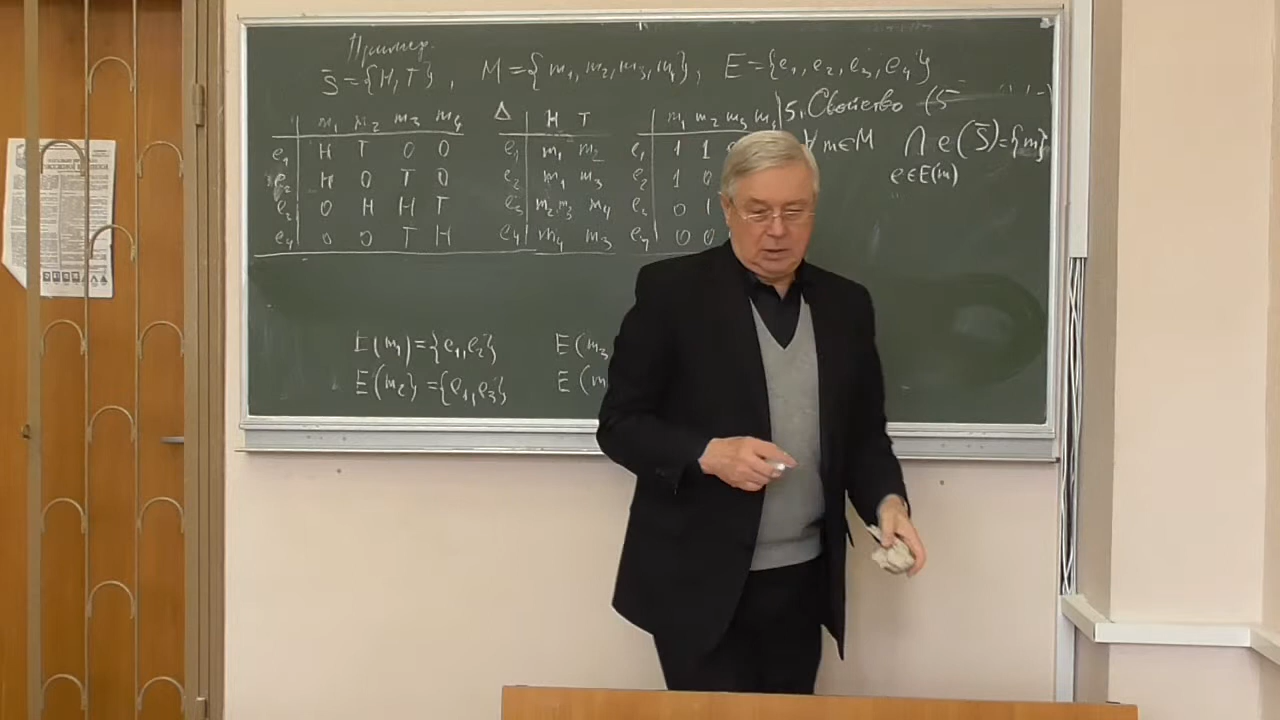 Пример.
S̄={H,T}, M={m₁, m₂, m₃, m₄}, E={e₁, e₂, e₃, e₄}
m₁ m₂ m₃ m₄
e₁ H T 0 0
e₂ H 0 T 0
e₃ 0 H H T
e₄ 0 0 T H
Δ H T
e₁ m₁ m₂
e₂ m₁ m₃
e₃ m₂m₃ m₄
e₄ m₄ m₃
m₁ m₂ m₃ m₄
e₁ 1 1
e₂ 1 0
e₃ 0 1
e₄ 0 0
5. Свойство (S̄
∀m∈M ∩ e(S̄)={m}
e∈E(m)
E(m₁)={e₁,e₂}
E(m₂}={e₁,e₃}
E(m₃
E(m